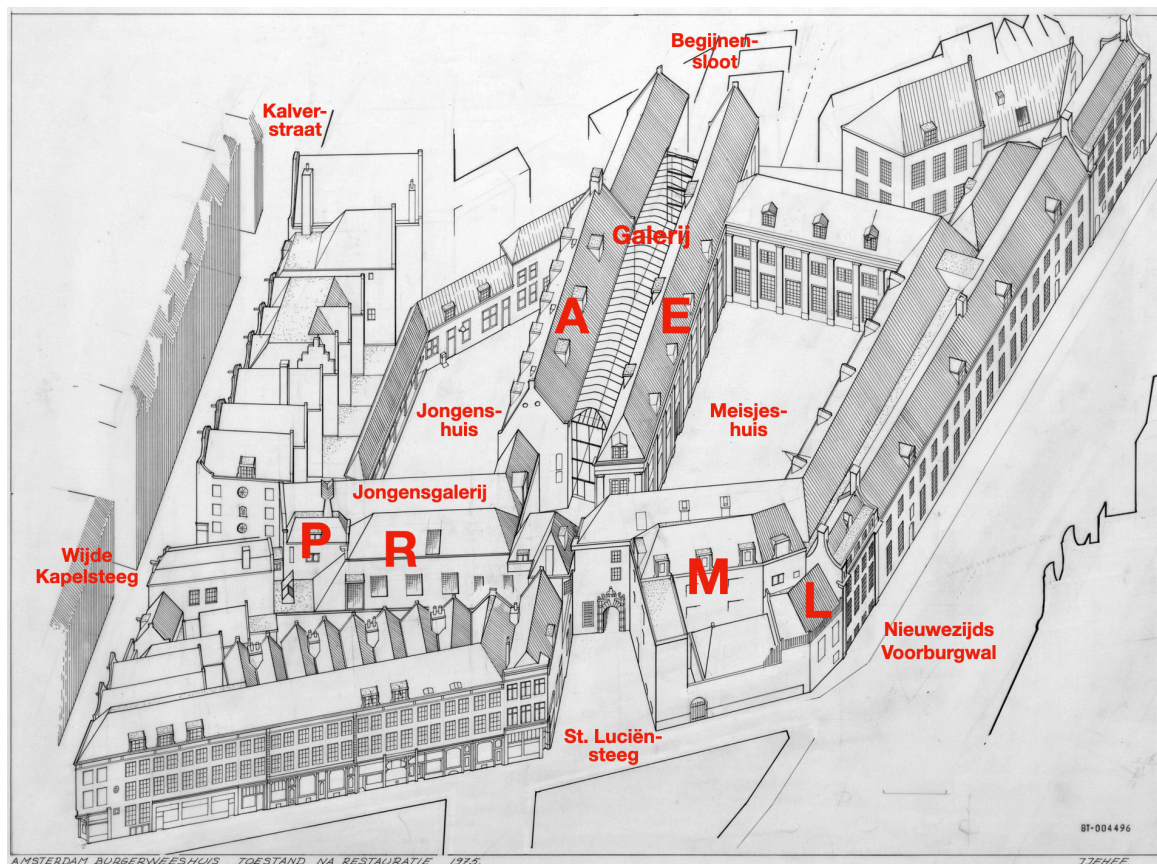 Begijnen-
sloot
Kalver-
straat
Galerij
A
E
Jongens-
huis
Meisjes-
huis
Jongensgalerij
P
R
M
L
Wijde
Kapelsteeg
Nieuwezijds
Voorburgwal
St. Luciën-
steeg
BT-004496
AMSTERDAM BURGERWEESHUIS TOESTAND NA RESTAURATIE 1975.